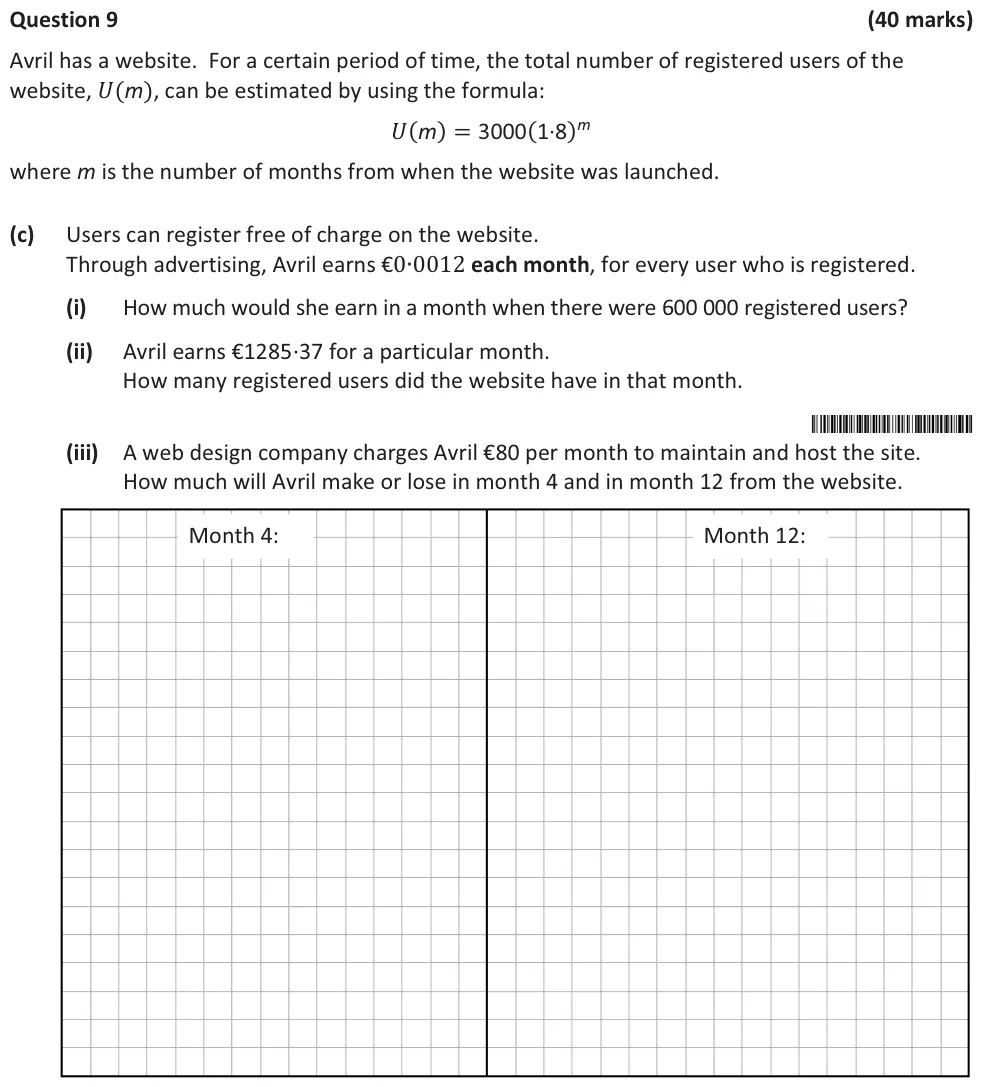 Question 9 (40 marks)
Avril has a website. For a certain period of time, the total number of registered users of the
website, U(m), can be estimated by using the formula:
U(m) = 3000(1·8)^m
where m is the number of months from when the website was launched.
(c) Users can register free of charge on the website.
Through advertising, Avril earns €0·0012 each month, for every user who is registered.
(i) How much would she earn in a month when there were 600 000 registered users?
(ii) Avril earns €1285·37 for a particular month.
How many registered users did the website have in that month.
(iii) A web design company charges Avril €80 per month to maintain and host the site.
How much will Avril make or lose in month 4 and in month 12 from the website.
Month 4: Month 12: